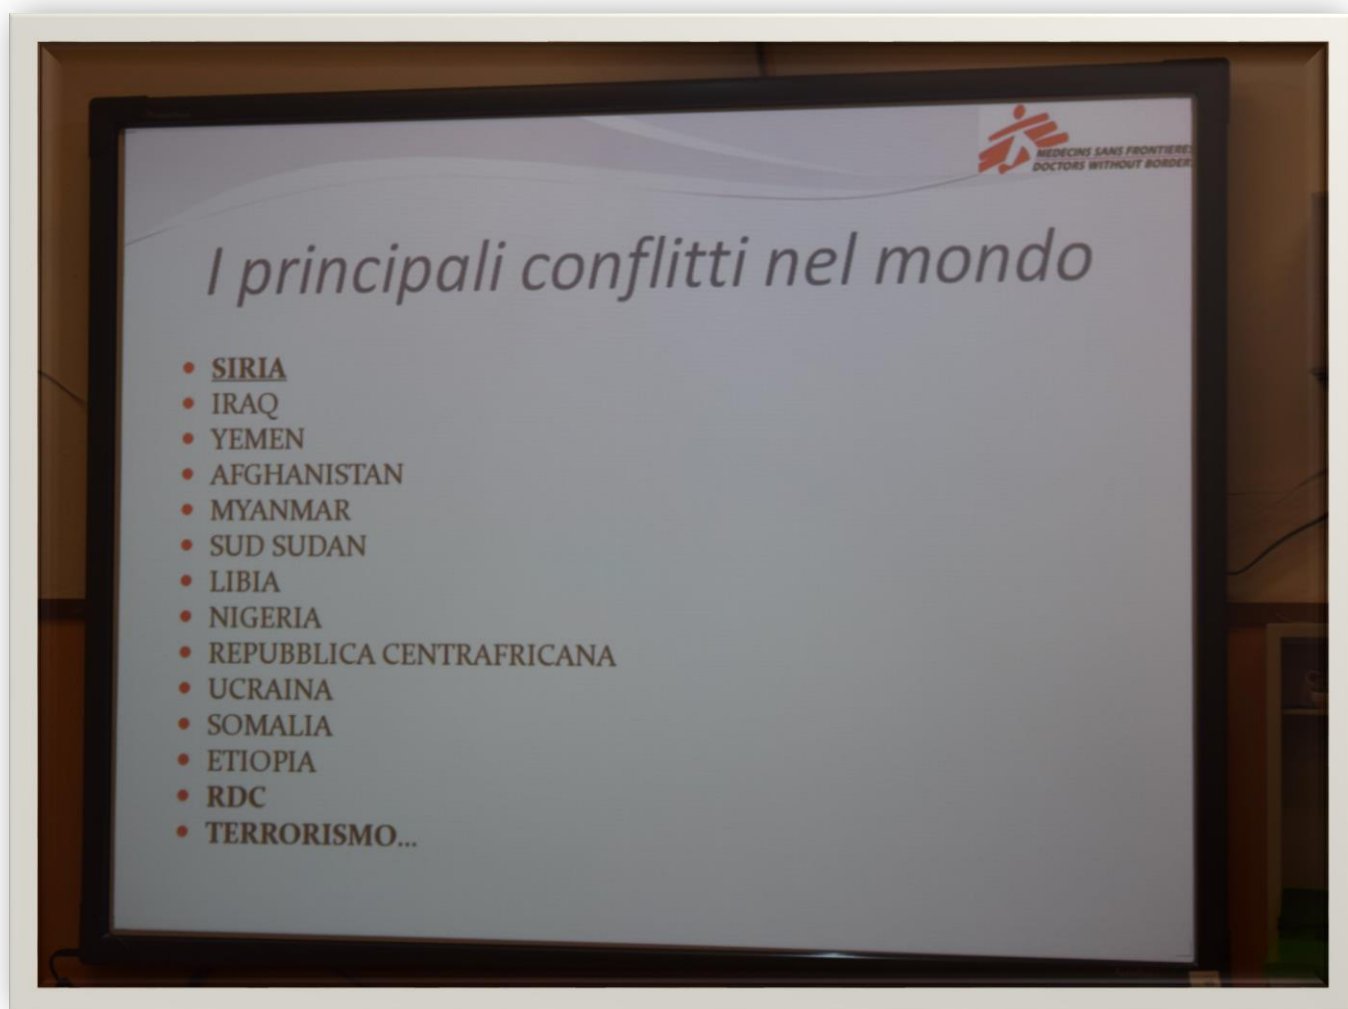 MEDECINS SANS FRONTIERES
DOCTORS WITHOUT BORDER
I principali conflitti nel mondo
SIRIA
IRAQ
YEMEN
AFGHANISTAN
MYANMAR
SUD SUDAN
LIBIA
NIGERIA
REPUBBLICA CENTRAFRICANA
UCRAINA
SOMALIA
ETIOPIA
RDC
TERRORISMO...